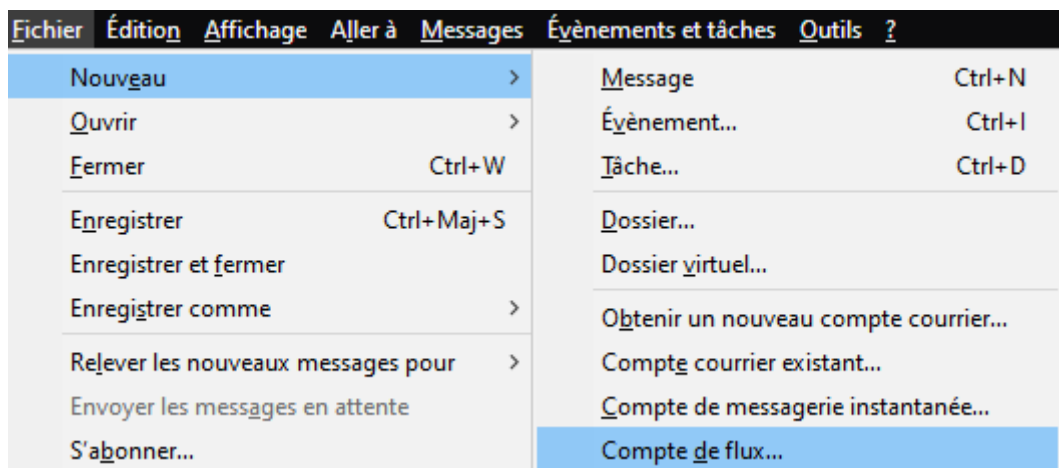 Fichier Édition Affichage Aller à Messages Évènements et tâches Outils ?
Nouveau >
Ouvrir >
Fermer Ctrl+W
Enregistrer Ctrl+Maj+S
Enregistrer et fermer
Enregistrer comme >
Relever les nouveaux messages pour >
Envoyer les messages en attente
S'abonner...
Message Ctrl+N
Évènement... Ctrl+I
Tâche... Ctrl+D
Dossier...
Dossier virtuel...
Obtenir un nouveau compte courrier...
Compte courrier existant...
Compte de messagerie instantanée...
Compte de flux...